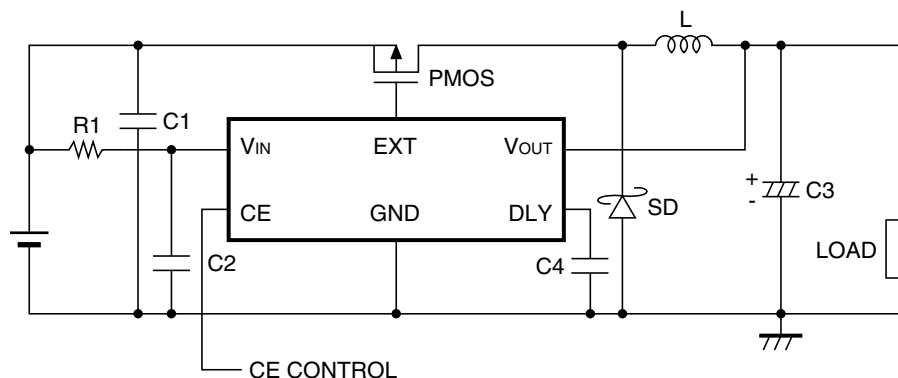 L
PMOS
R1
C1
VIN
EXT
VOUT
+
-
C3
CE
GND
DLY
SD
C2
C4
LOAD
CE CONTROL